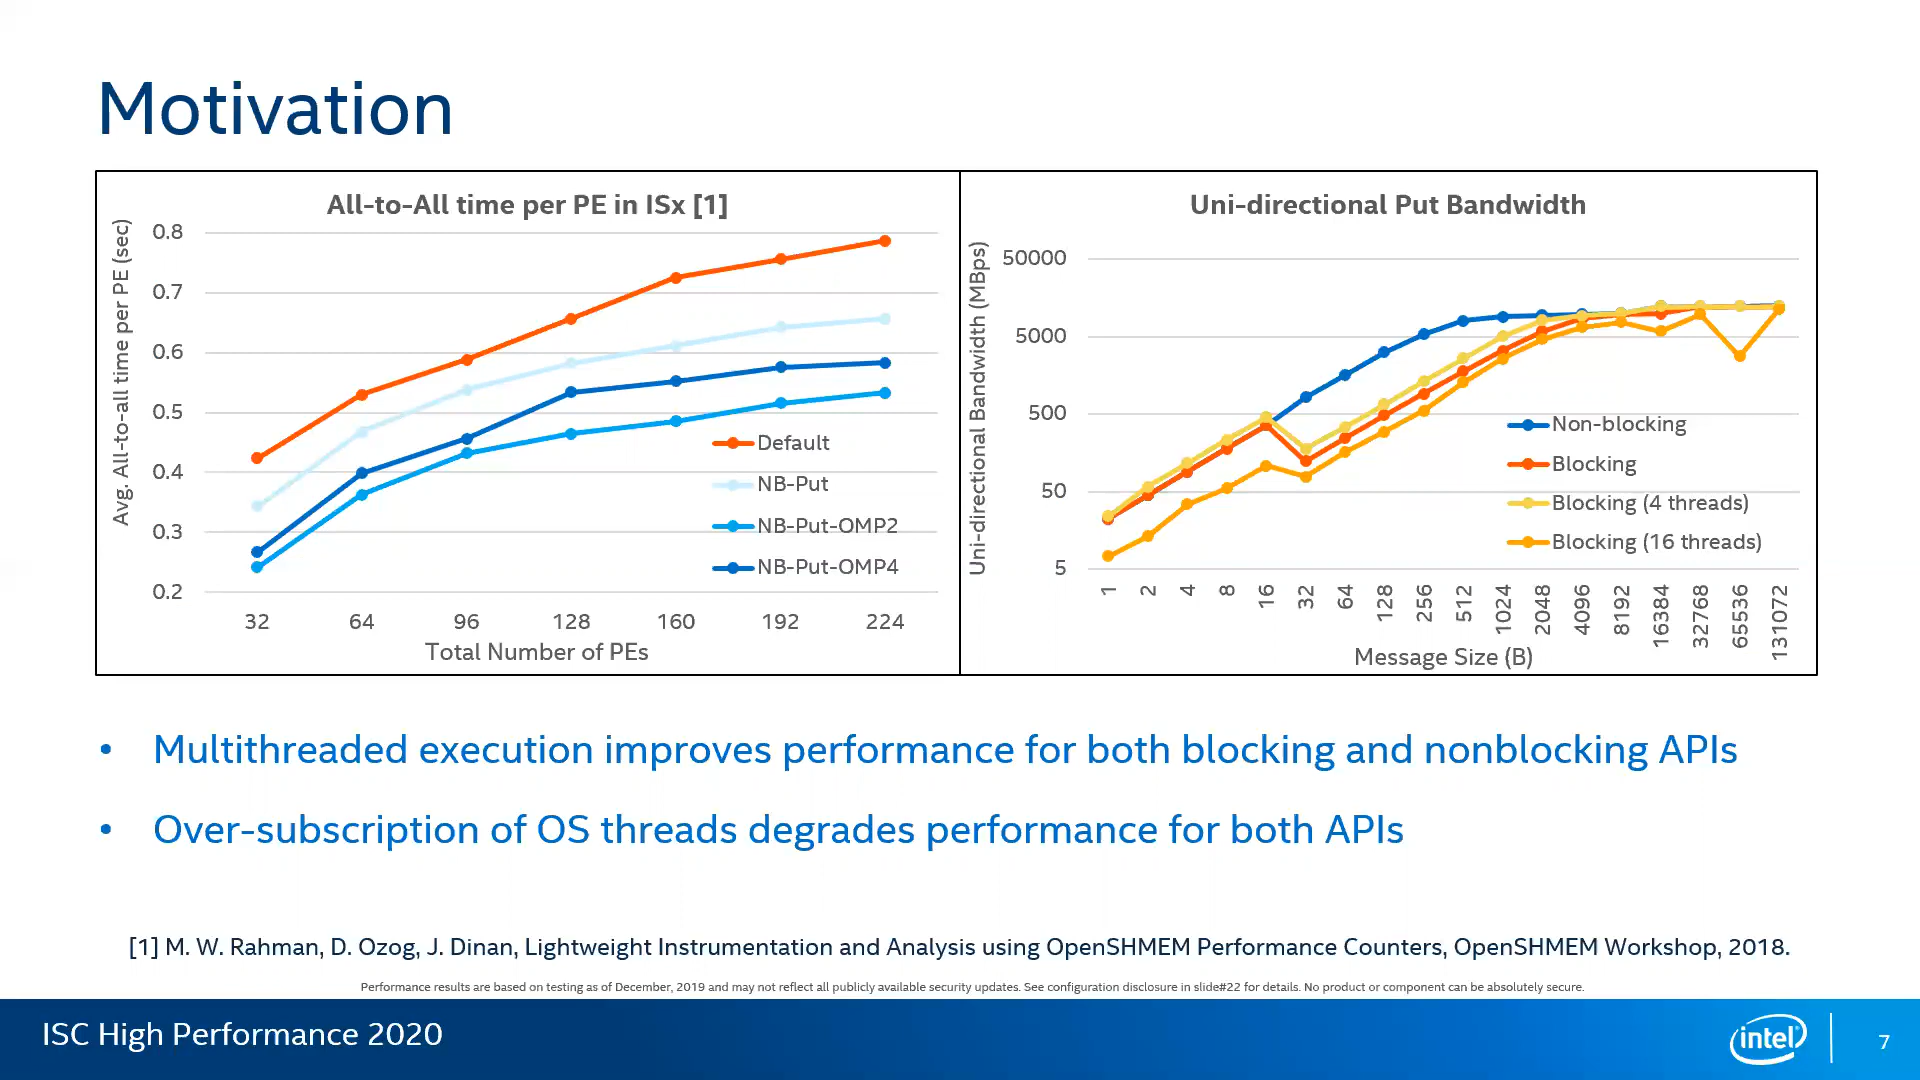 Motivation
All-to-All time per PE in ISx [1]
Avg. All-to-all time per PE (sec)
0.8
0.7
0.6
0.5
0.4
0.3
0.2
32 64 96 128 160 192 224
Total Number of PEs
Default
NB-Put
NB-Put-OMP2
NB-Put-OMP4
Uni-directional Put Bandwidth
Uni-directional Bandwidth (MBps)
50000
5000
500
50
5
1 2 4 8 16 32 64 128 256 512 1024 2048 4096 8192 16384 32768 65536 131072
Message Size (B)
Non-blocking
Blocking
Blocking (4 threads)
Blocking (16 threads)
• Multithreaded execution improves performance for both blocking and nonblocking APIs
• Over-subscription of OS threads degrades performance for both APIs
[1] M. W. Rahman, D. Ozog, J. Dinan, Lightweight Instrumentation and Analysis using OpenSHMEM Performance Counters, OpenSHMEM Workshop, 2018.
Performance results are based on testing as of December, 2019 and may not reflect all publicly available security updates. See configuration disclosure in slide#22 for details. No product or component can be absolutely secure.
ISC High Performance 2020
intel
7